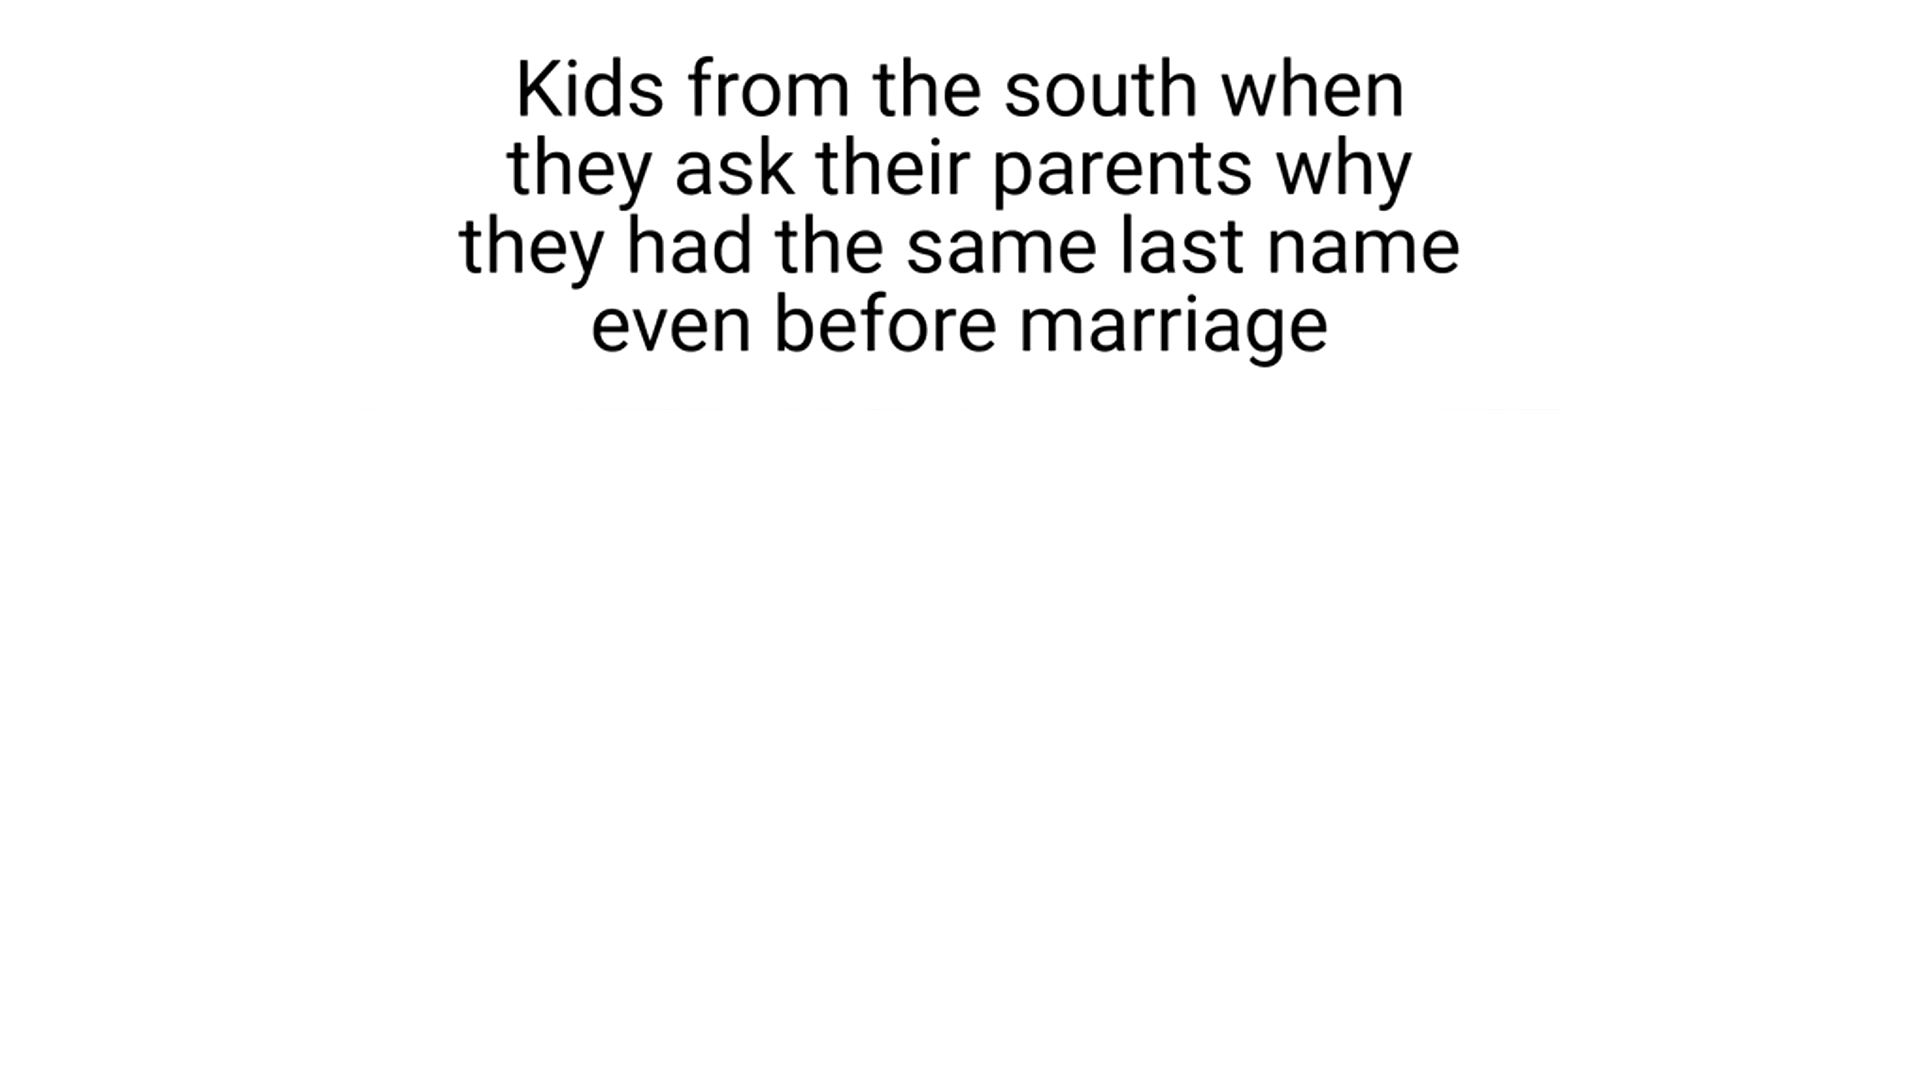 Kids from the south when
they ask their parents why
they had the same last name
even before marriage